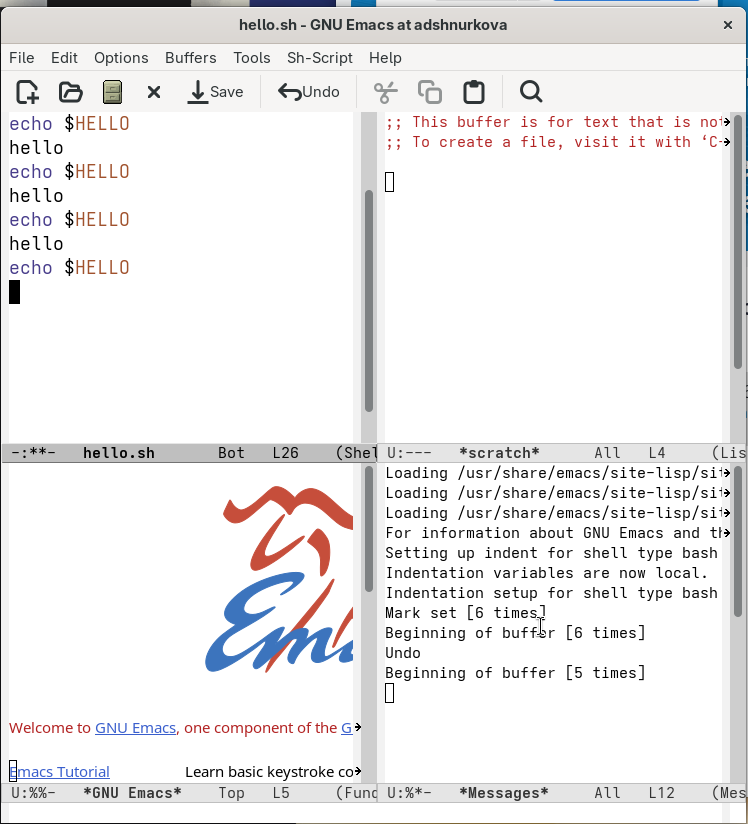 hello.sh - GNU Emacs at adshnurkova
File Edit Options Buffers Tools Sh-Script Help
Save Undo
echo $HELLO
hello
echo $HELLO
hello
echo $HELLO
hello
echo $HELLO
-:**- hello.sh Bot L26 (Shel
;; This buffer is for text that is not
;; To create a file, visit it with ‘C-
U:--- *scratch* All L4 (Lis
Em
Welcome to GNU Emacs, one component of the G
Emacs Tutorial Learn basic keystroke co
U:%%- *GNU Emacs* Top L5 (Fund
Loading /usr/share/emacs/site-lisp/sit
Loading /usr/share/emacs/site-lisp/sit
Loading /usr/share/emacs/site-lisp/sit
For information about GNU Emacs and th
Setting up indent for shell type bash
Indentation variables are now local.
Indentation setup for shell type bash
Mark set [6 times]
Beginning of buffer [6 times]
Undo
Beginning of buffer [5 times]
U:%*- *Messages* All L12 (Mes